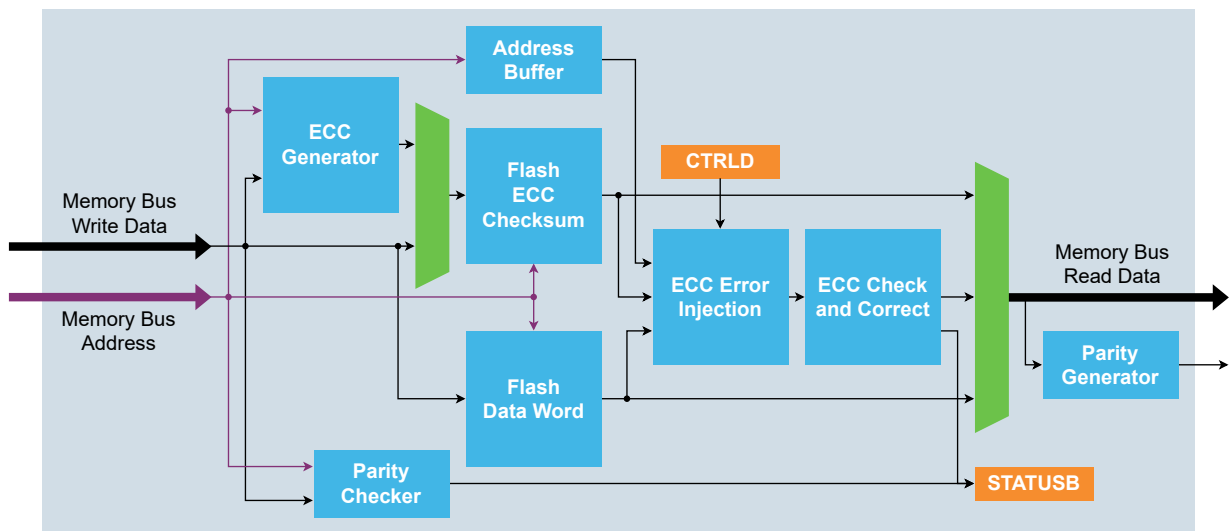 Address
Buffer
ECC
Generator
Flash
ECC
Checksum
CTRLD
Memory Bus
Write Data
Memory Bus
Address
ECC Error
Injection
ECC Check
and Correct
Memory Bus
Read Data
Parity
Generator
Flash
Data Word
Parity
Checker
STATUSB